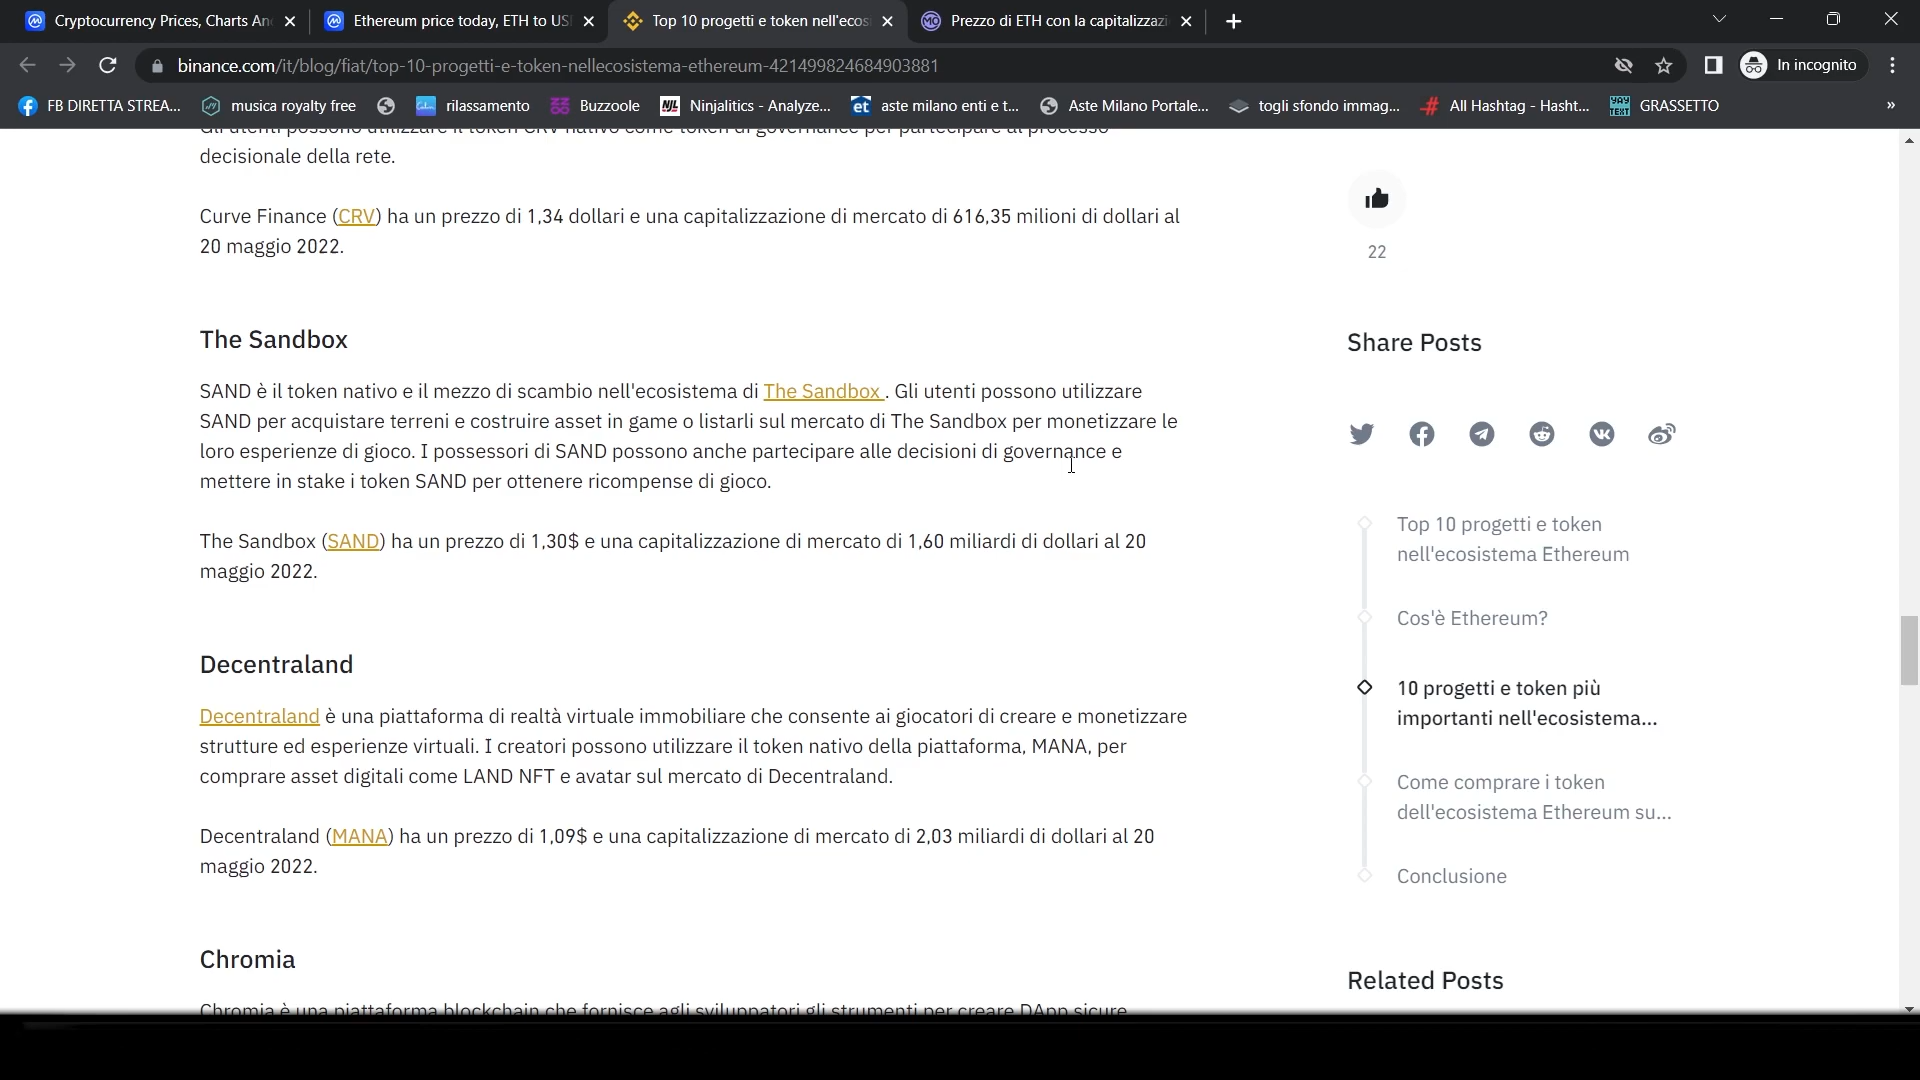 Cryptocurrency Prices, Charts An
Ethereum price today, ETH to US
Top 10 progetti e token nell'ecos
Prezzo di ETH con la capitalizzazi
binance.com/it/blog/fiat/top-10-progetti-e-token-nellecosistema-ethereum-421499824684903881
In incognito
FB DIRETTA STREA...
musica royalty free
rilassamento
Buzzoole
Ninjalitics - Analyze...
aste milano enti e t...
Aste Milano Portale...
togli sfondo immag...
All Hashtag - Hasht...
GRASSETTO
»
Gli utenti possono utilizzare il token CRV nativo come token di governance per partecipare al processo
decisionale della rete.
Curve Finance (CRV) ha un prezzo di 1,34 dollari e una capitalizzazione di mercato di 616,35 milioni di dollari al
20 maggio 2022.
The Sandbox
SAND è il token nativo e il mezzo di scambio nell'ecosistema di The Sandbox . Gli utenti possono utilizzare
SAND per acquistare terreni e costruire asset in game o listarli sul mercato di The Sandbox per monetizzare le
loro esperienze di gioco. I possessori di SAND possono anche partecipare alle decisioni di governance e
mettere in stake i token SAND per ottenere ricompense di gioco.
The Sandbox (SAND) ha un prezzo di 1,30$ e una capitalizzazione di mercato di 1,60 miliardi di dollari al 20
maggio 2022.
Decentraland
Decentraland è una piattaforma di realtà virtuale immobiliare che consente ai giocatori di creare e monetizzare
strutture ed esperienze virtuali. I creatori possono utilizzare il token nativo della piattaforma, MANA, per
comprare asset digitali come LAND NFT e avatar sul mercato di Decentraland.
Decentraland (MANA) ha un prezzo di 1,09$ e una capitalizzazione di mercato di 2,03 miliardi di dollari al 20
maggio 2022.
Chromia
Chromia è una piattaforma blockchain che fornisce agli sviluppatori gli strumenti per creare DApp sicure
22
Share Posts
Top 10 progetti e token
nell'ecosistema Ethereum
Cos'è Ethereum?
10 progetti e token più
importanti nell'ecosistema...
Come comprare i token
dell'ecosistema Ethereum su...
Conclusione
Related Posts